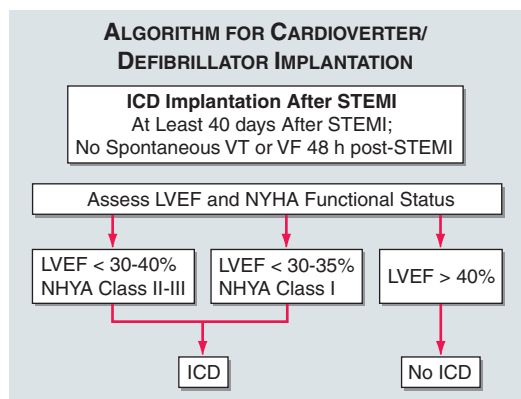 ALGORITHM FOR CARDIOVERTER/
DEFIBRILLATOR IMPLANTATION
ICD Implantation After STEMI
At Least 40 days After STEMI;
No Spontaneous VT or VF 48 h post-STEMI
Assess LVEF and NYHA Functional Status
LVEF < 30-40%
NHYA Class II-III
LVEF < 30-35%
NHYA Class I
LVEF > 40%
ICD
No ICD